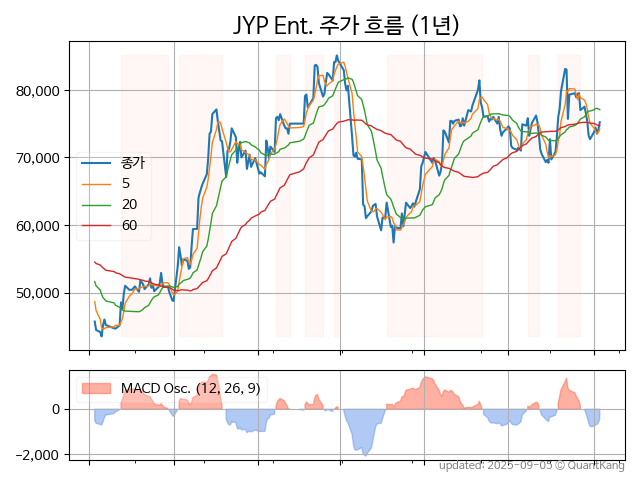 JYP Ent. 주가 흐름 (1년)
80,000
70,000
60,000
50,000
종가
5
20
60
MACD Osc. (12, 26, 9)
0
−2,000
updated: 2025-09-05 © QuantKang